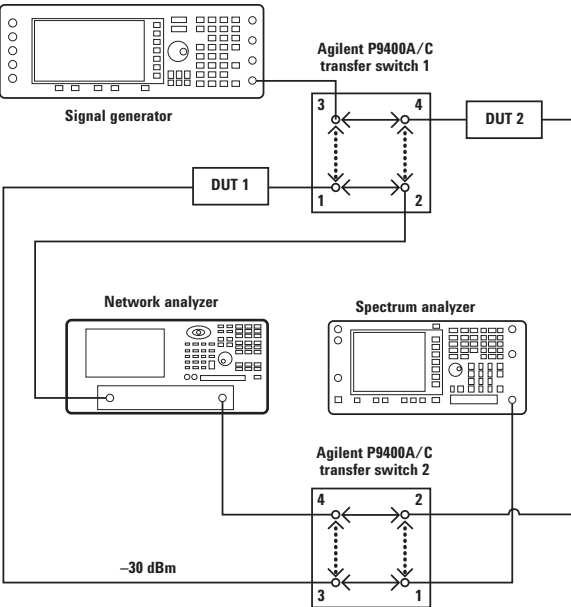 Agilent P9400A/C
transfer switch 1
3
4
Signal generator
DUT 2
DUT 1
1
2
Network analyzer
Spectrum analyzer
Agilent P9400A/C
transfer switch 2
4
2
–30 dBm
3
1